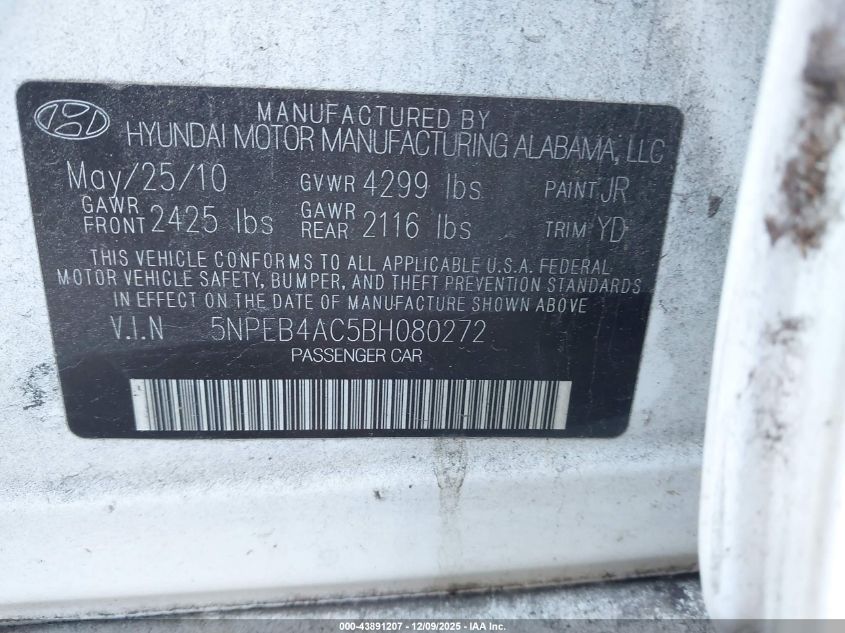 MANUFACTURED BY
HYUNDAI MOTOR MANUFACTURING ALABAMA, LLC
May/25/10 GVWR 4299 lbs PAINT JR
GAWR FRONT 2425 lbs GAWR REAR 2116 lbs TRIM YD
THIS VEHICLE CONFORMS TO ALL APPLICABLE U.S.A. FEDERAL
MOTOR VEHICLE SAFETY, BUMPER, AND THEFT PREVENTION STANDARDS
IN EFFECT ON THE DATE OF MANUFACTURE SHOWN ABOVE
V.I.N 5NPEB4AC5BH080272
PASSENGER CAR
000-43891207 - 12/09/2025 - IAA Inc.